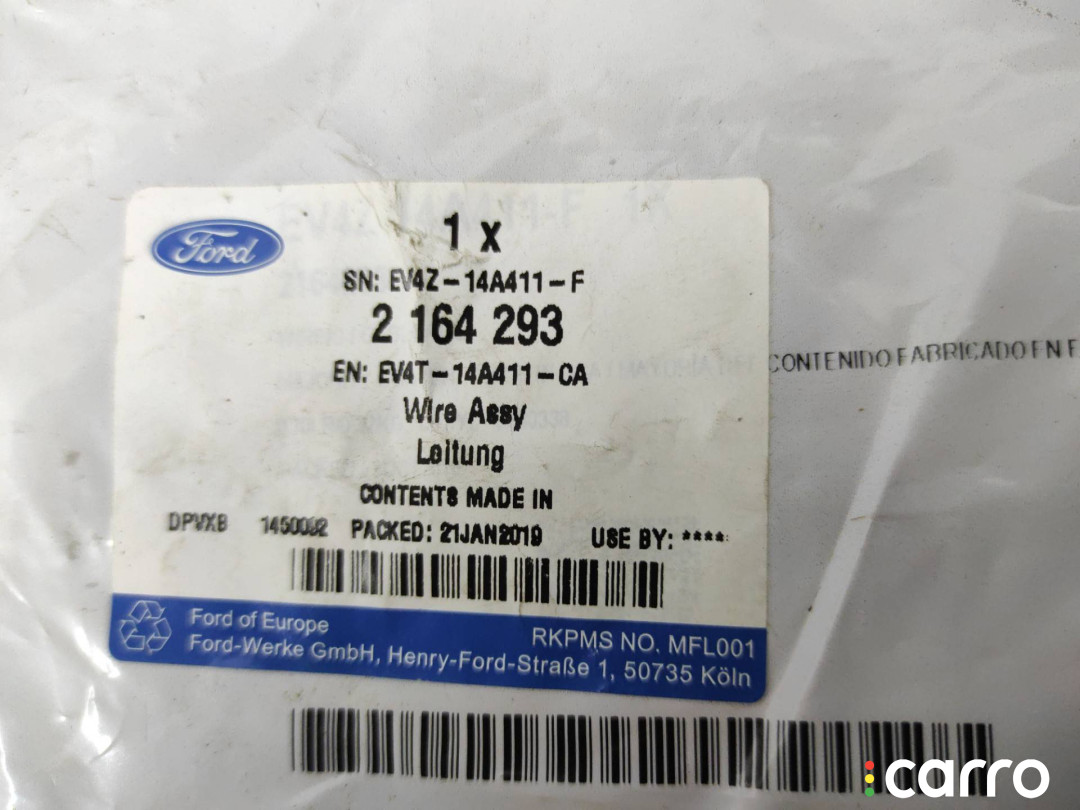 Ford
1 x
SN: EV4Z-14A411-F
2 164 293
EN: EV4T-14A411-CA
Wire Assy
Leitung
CONTENTS MADE IN
DPVXB 1450092 PACKED: 21JAN2019 USE BY: ****
Ford of Europe
RKPMS NO. MFL001
Ford-Werke GmbH, Henry-Ford-Straße 1, 50735 Köln
CONTENIDO FABRICADO EN
carro